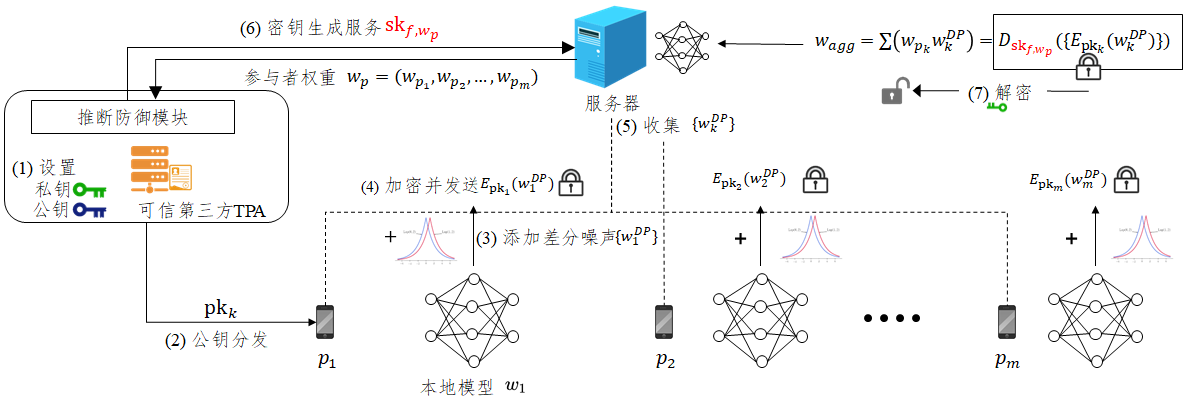 (6) 密钥生成服务 sk_{f,w_p}
参与者权重 w_p = (w_{p_1}, w_{p_2}, …, w_{p_m})
推断防御模块
(1) 设置
私钥
公钥
可信第三方TPA
服务器
w_{agg} = ∑(w_{p_k} w_k^{DP}) = D_{sk_{f,w_p}}({E_{pk_k}(w_k^{DP})})
(7) 解密
(5) 收集 {w_k^{DP}}
(4) 加密并发送 E_{pk_1}(w_1^{DP})
E_{pk_2}(w_2^{DP})
E_{pk_m}(w_m^{DP})
+
(3) 添加差分噪声{w_1^{DP}}
+
+
pk_k
(2) 公钥分发
p_1
p_2
••••
p_m
本地模型 w_1